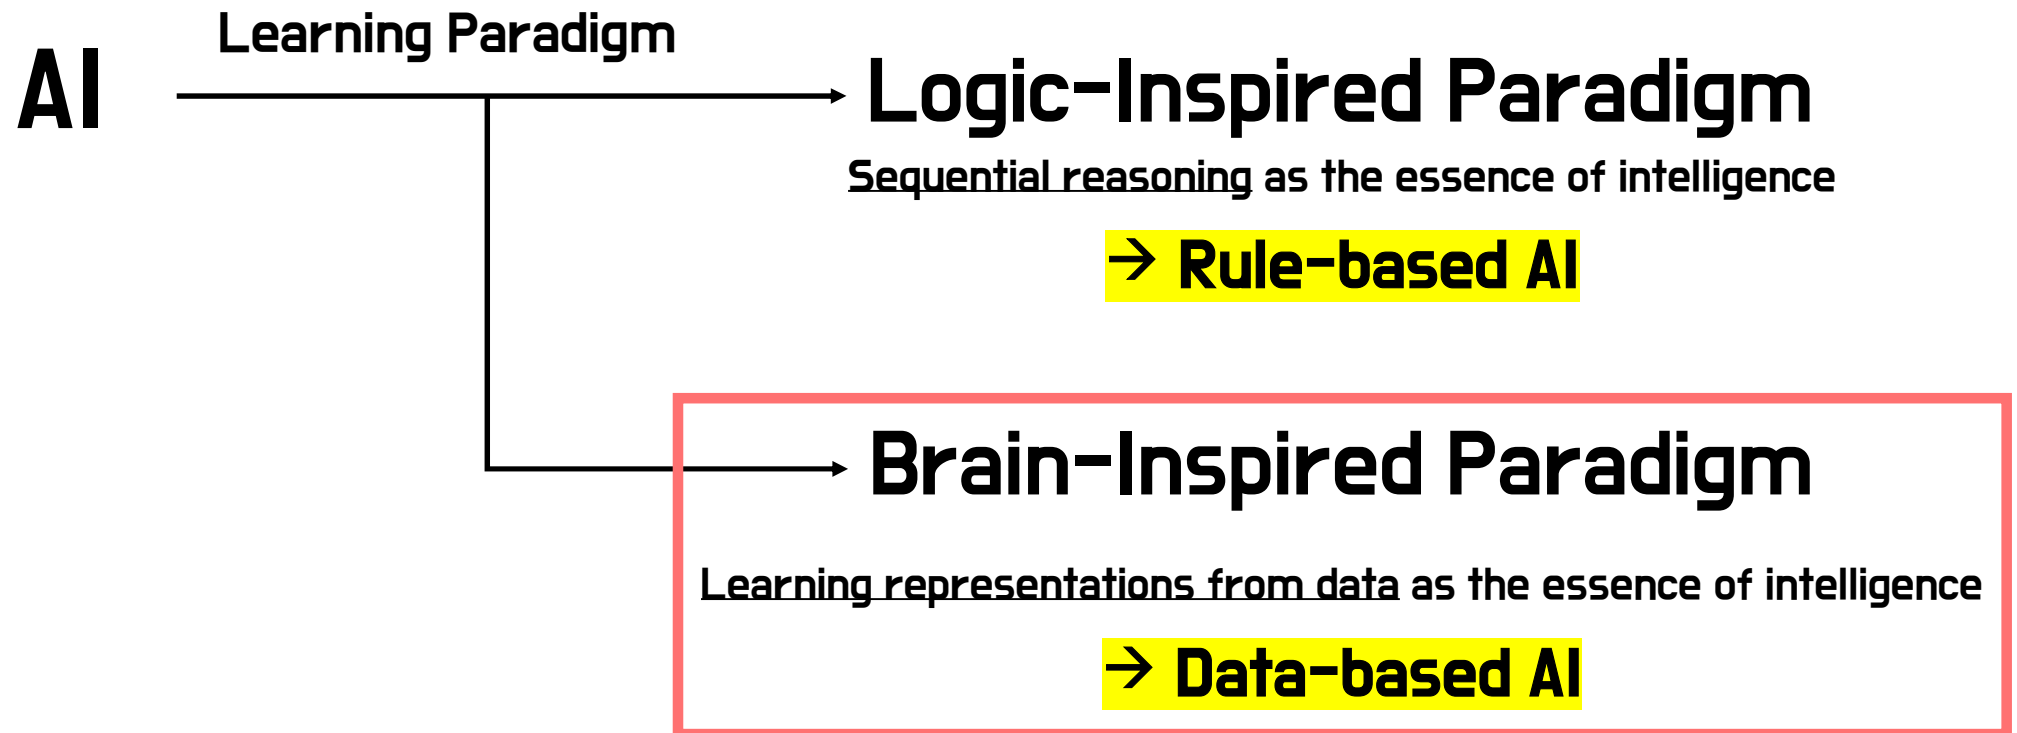 AI
Learning Paradigm
Logic-Inspired Paradigm
Sequential reasoning as the essence of intelligence
→ Rule-based AI
Brain-Inspired Paradigm
Learning representations from data as the essence of intelligence
→ Data-based AI